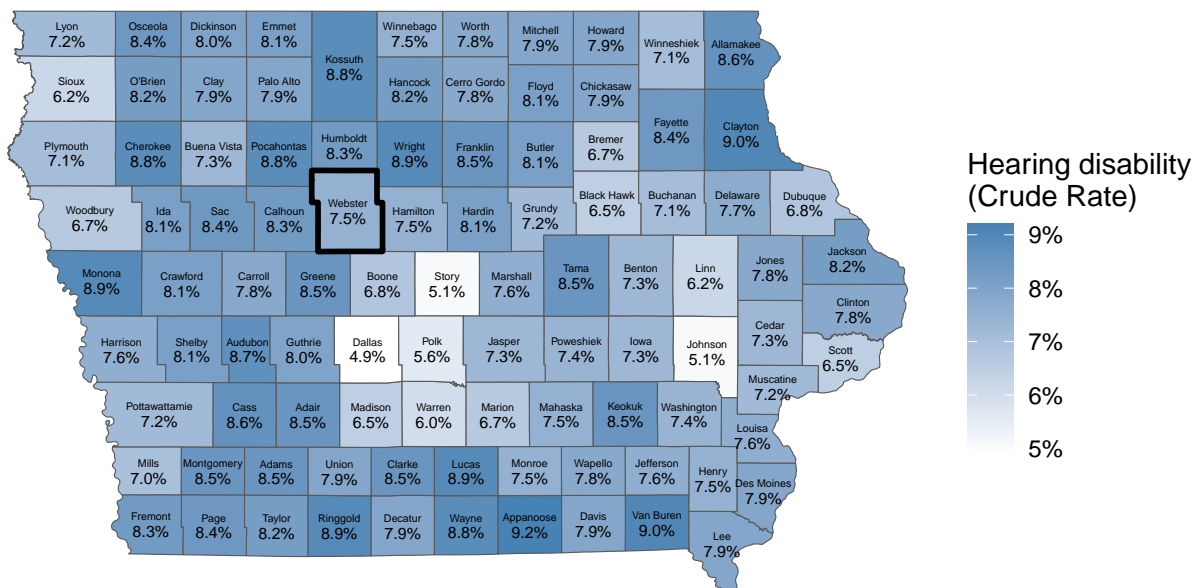 Lyon
7.2%
Osceola
8.4%
Dickinson
8.0%
Emmet
8.1%
Kossuth
8.8%
Winnebago
7.5%
Worth
7.8%
Mitchell
7.9%
Howard
7.9%
Winneshiek
7.1%
Allamakee
8.6%
Sioux
6.2%
O'Brien
8.2%
Clay
7.9%
Palo Alto
7.9%
Hancock
8.2%
Cerro Gordo
7.8%
Floyd
8.1%
Chickasaw
7.9%
Fayette
8.4%
Clayton
9.0%
Plymouth
7.1%
Cherokee
8.8%
Buena Vista
7.3%
Pocahontas
8.8%
Humboldt
8.3%
Wright
8.9%
Franklin
8.5%
Butler
8.1%
Bremer
6.7%
Woodbury
6.7%
Ida
8.1%
Sac
8.4%
Calhoun
8.3%
Webster
7.5%
Hamilton
7.5%
Hardin
8.1%
Grundy
7.2%
Black Hawk
6.5%
Buchanan
7.1%
Delaware
7.7%
Dubuque
6.8%
Monona
8.9%
Crawford
8.1%
Carroll
7.8%
Greene
8.5%
Boone
6.8%
Story
5.1%
Marshall
7.6%
Tama
8.5%
Benton
7.3%
Linn
6.2%
Jones
7.8%
Jackson
8.2%
Clinton
7.8%
Harrison
7.6%
Shelby
8.1%
Audubon
8.7%
Guthrie
8.0%
Dallas
4.9%
Polk
5.6%
Jasper
7.3%
Poweshiek
7.4%
Iowa
7.3%
Johnson
5.1%
Cedar
7.3%
Scott
6.5%
Muscatine
7.2%
Pottawattamie
7.2%
Cass
8.6%
Adair
8.5%
Madison
6.5%
Warren
6.0%
Marion
6.7%
Mahaska
7.5%
Keokuk
8.5%
Washington
7.4%
Louisa
7.6%
Mills
7.0%
Montgomery
8.5%
Adams
8.5%
Union
7.9%
Clarke
8.5%
Lucas
8.9%
Monroe
7.5%
Wapello
7.8%
Jefferson
7.6%
Henry
7.5%
Des Moines
7.9%
Fremont
8.3%
Page
8.4%
Taylor
8.2%
Ringgold
8.9%
Decatur
7.9%
Wayne
8.8%
Appanoose
9.2%
Davis
7.9%
Van Buren
9.0%
Lee
7.9%
Hearing disability
(Crude Rate)
9%
8%
7%
6%
5%